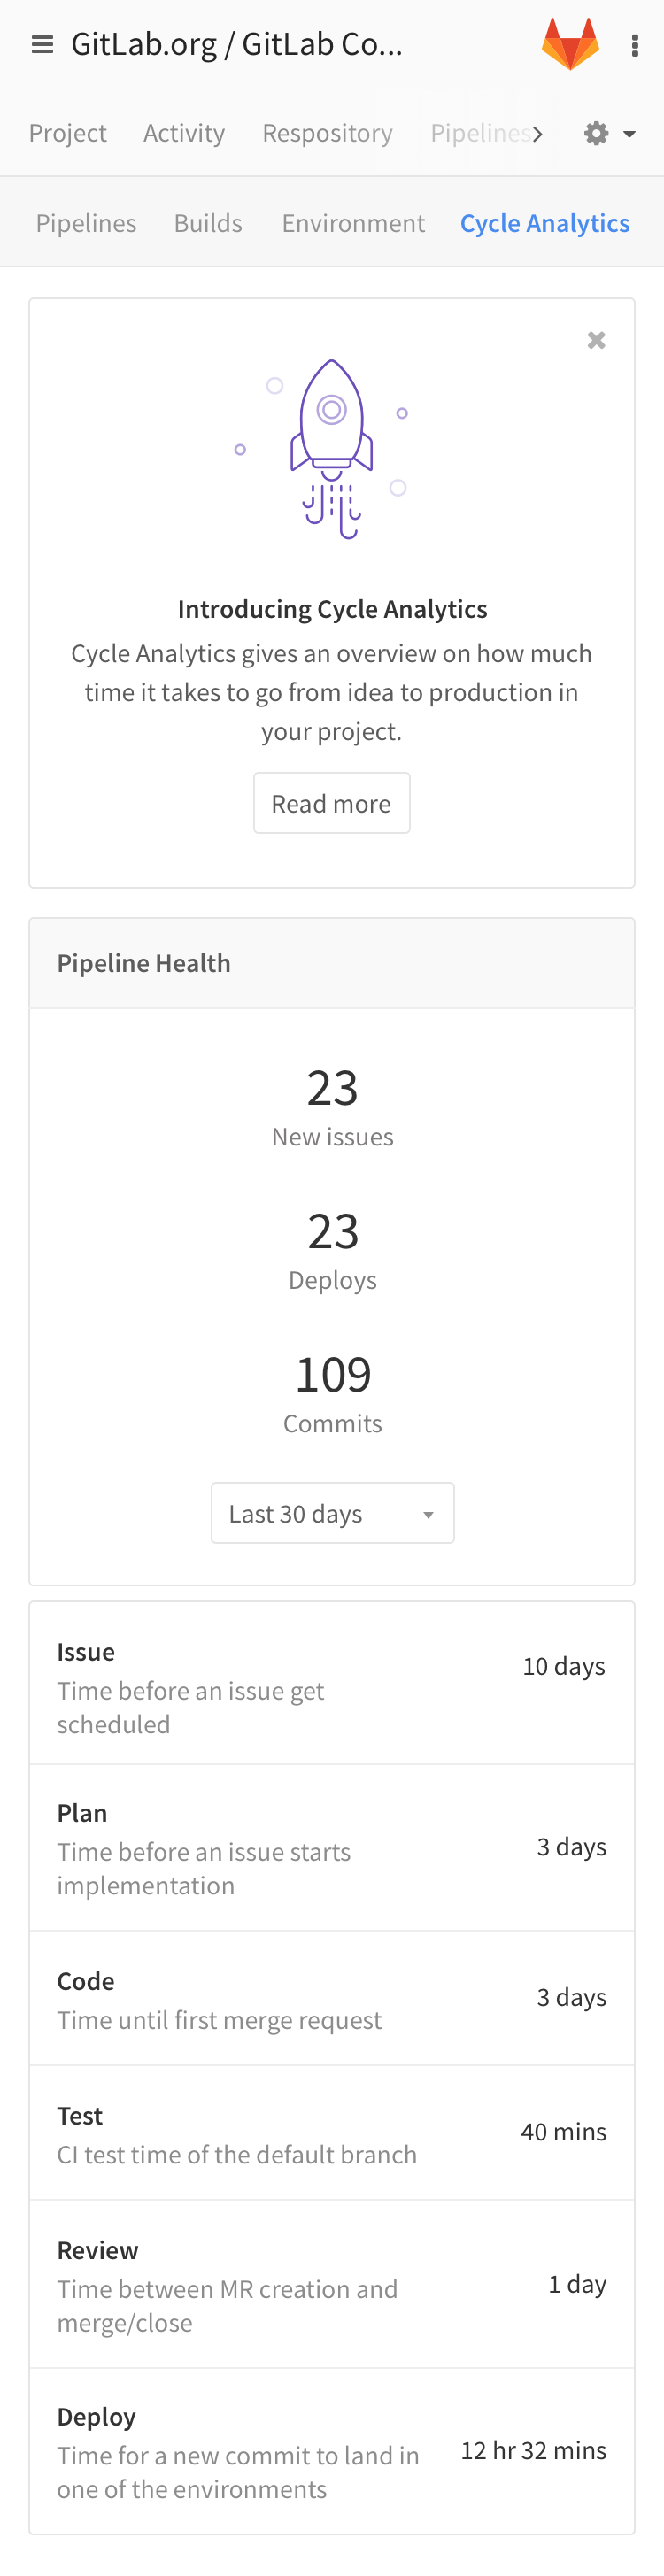 GitLab.org / GitLab Co...
Project Activity Respository Pipelines
Pipelines Builds Environment Cycle Analytics
Introducing Cycle Analytics
Cycle Analytics gives an overview on how much
time it takes to go from idea to production in
your project.
Read more
Pipeline Health
23
New issues
23
Deploys
109
Commits
Last 30 days
Issue
10 days
Time before an issue get
scheduled
Plan
3 days
Time before an issue starts
implementation
Code
3 days
Time until first merge request
Test
40 mins
CI test time of the default branch
Review
1 day
Time between MR creation and
merge/close
Deploy
12 hr 32 mins
Time for a new commit to land in
one of the environments